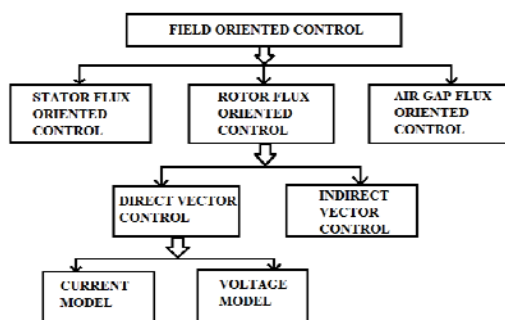 FIELD ORIENTED CONTROL
STATOR FLUX
ORIENTED
CONTROL
ROTOR FLUX
ORIENTED
CONTROL
AIR GAP FLUX
ORIENTED
CONTROL
DIRECT VECTOR
CONTROL
INDIRECT
VECTOR
CONTROL
CURRENT
MODEL
VOLTAGE
MODEL